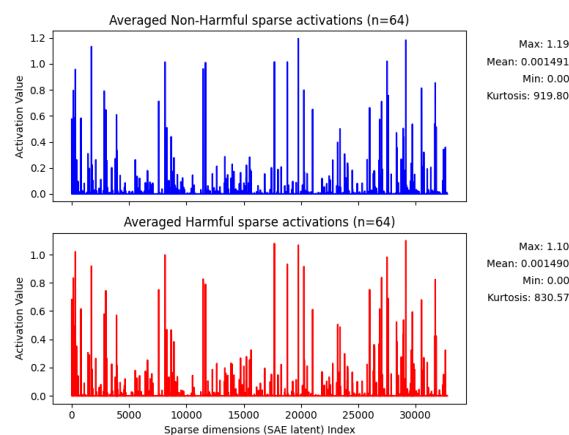 Averaged Non-Harmful sparse activations (n=64)
1.2
1.0
0.8
0.6
0.4
0.2
0.0
Activation Value
Max: 1.19
Mean: 0.001491
Min: 0.00
Kurtosis: 919.80
Averaged Harmful sparse activations (n=64)
1.0
0.8
0.6
0.4
0.2
0.0
Activation Value
Max: 1.10
Mean: 0.001490
Min: 0.00
Kurtosis: 830.57
0 5000 10000 15000 20000 25000 30000
Sparse dimensions (SAE latent) Index